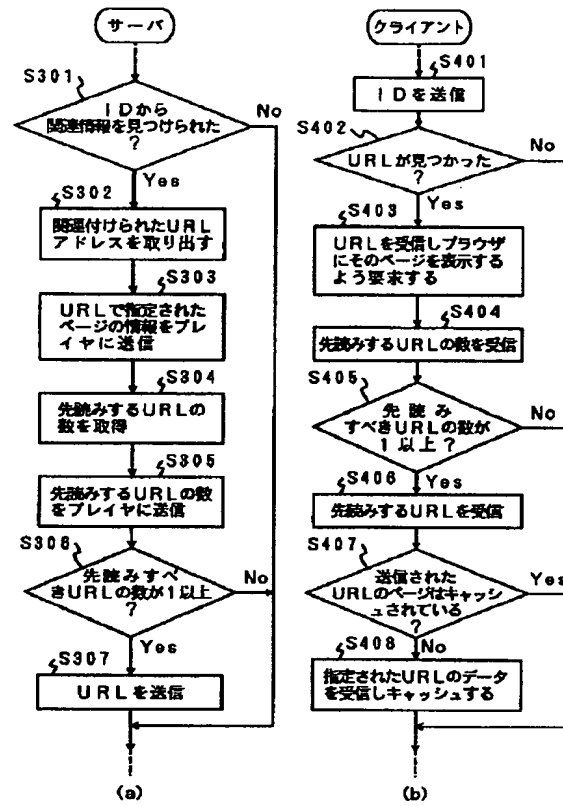 サーバ
S301
IDから
関連情報を見つけられた
?
No
Yes
S302
関連付けられたURL
アドレスを取り出す
S303
URLで指定された
ページの情報をプレ
イヤに送信
S304
先読みするURLの
数を取得
S305
先読みするURLの数
をプレイヤに送信
S306
先読みすべ
きURLの数が1以上
?
No
Yes
S307
URLを送信
(a)
クライアント
S401
IDを送信
S402
URLが見つかった
?
No
Yes
S403
URLを受信しブラウザ
にそのページを表示する
よう要求する
S404
先読みするURLの数を受信
S405
先読み
すべきURLの数が
1以上?
No
Yes
S406
先読みするURLを受信
S407
送信された
URLのページはキャッシ
ュされている
?
Yes
No
S408
指定されたURLのデータ
を受信しキャッシュする
(b)